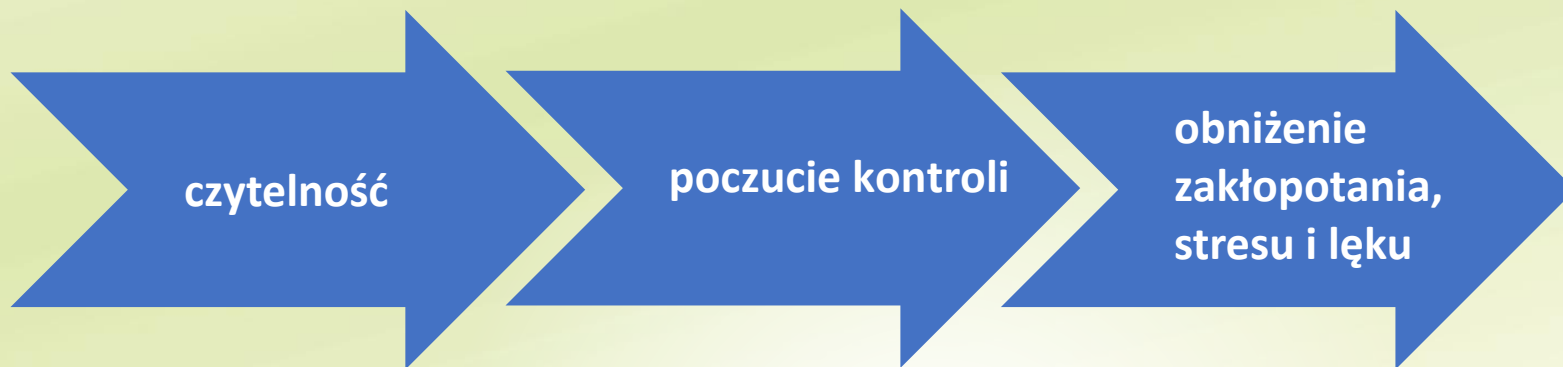 czytelność
poczucie kontroli
obniżenie
zakłopotania,
stresu i lęku